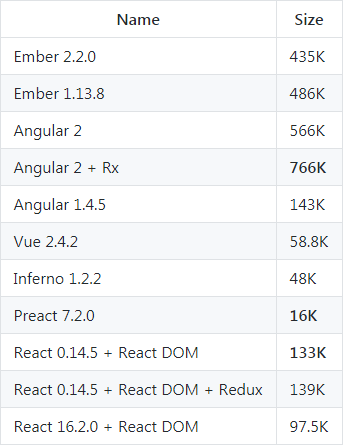 Name Size
Ember 2.2.0 435K
Ember 1.13.8 486K
Angular 2 566K
Angular 2 + Rx 766K
Angular 1.4.5 143K
Vue 2.4.2 58.8K
Inferno 1.2.2 48K
Preact 7.2.0 16K
React 0.14.5 + React DOM 133K
React 0.14.5 + React DOM + Redux 139K
React 16.2.0 + React DOM 97.5K